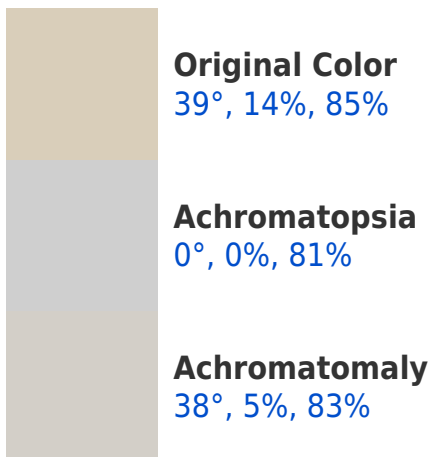 Original Color
39°, 14%, 85%
Achromatopsia
0°, 0%, 81%
Achromatomaly
38°, 5%, 83%